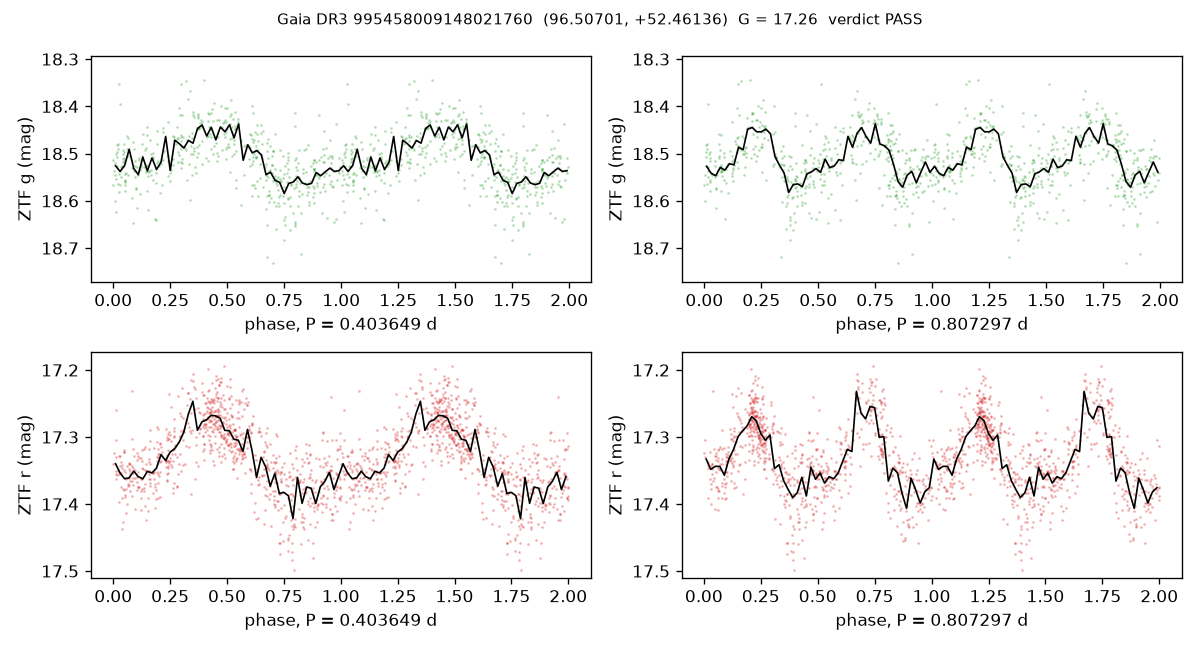 Gaia DR3 995458009148021760 (96.50701, +52.46136) G = 17.26 verdict PASS
18.3
18.4
18.5
18.6
18.7
ZTF g (mag)
0.00 0.25 0.50 0.75 1.00 1.25 1.50 1.75 2.00
phase, P = 0.403649 d
18.3
18.4
18.5
18.6
18.7
ZTF g (mag)
0.00 0.25 0.50 0.75 1.00 1.25 1.50 1.75 2.00
phase, P = 0.807297 d
17.2
17.3
17.4
17.5
ZTF r (mag)
0.00 0.25 0.50 0.75 1.00 1.25 1.50 1.75 2.00
phase, P = 0.403649 d
17.2
17.3
17.4
17.5
ZTF r (mag)
0.00 0.25 0.50 0.75 1.00 1.25 1.50 1.75 2.00
phase, P = 0.807297 d